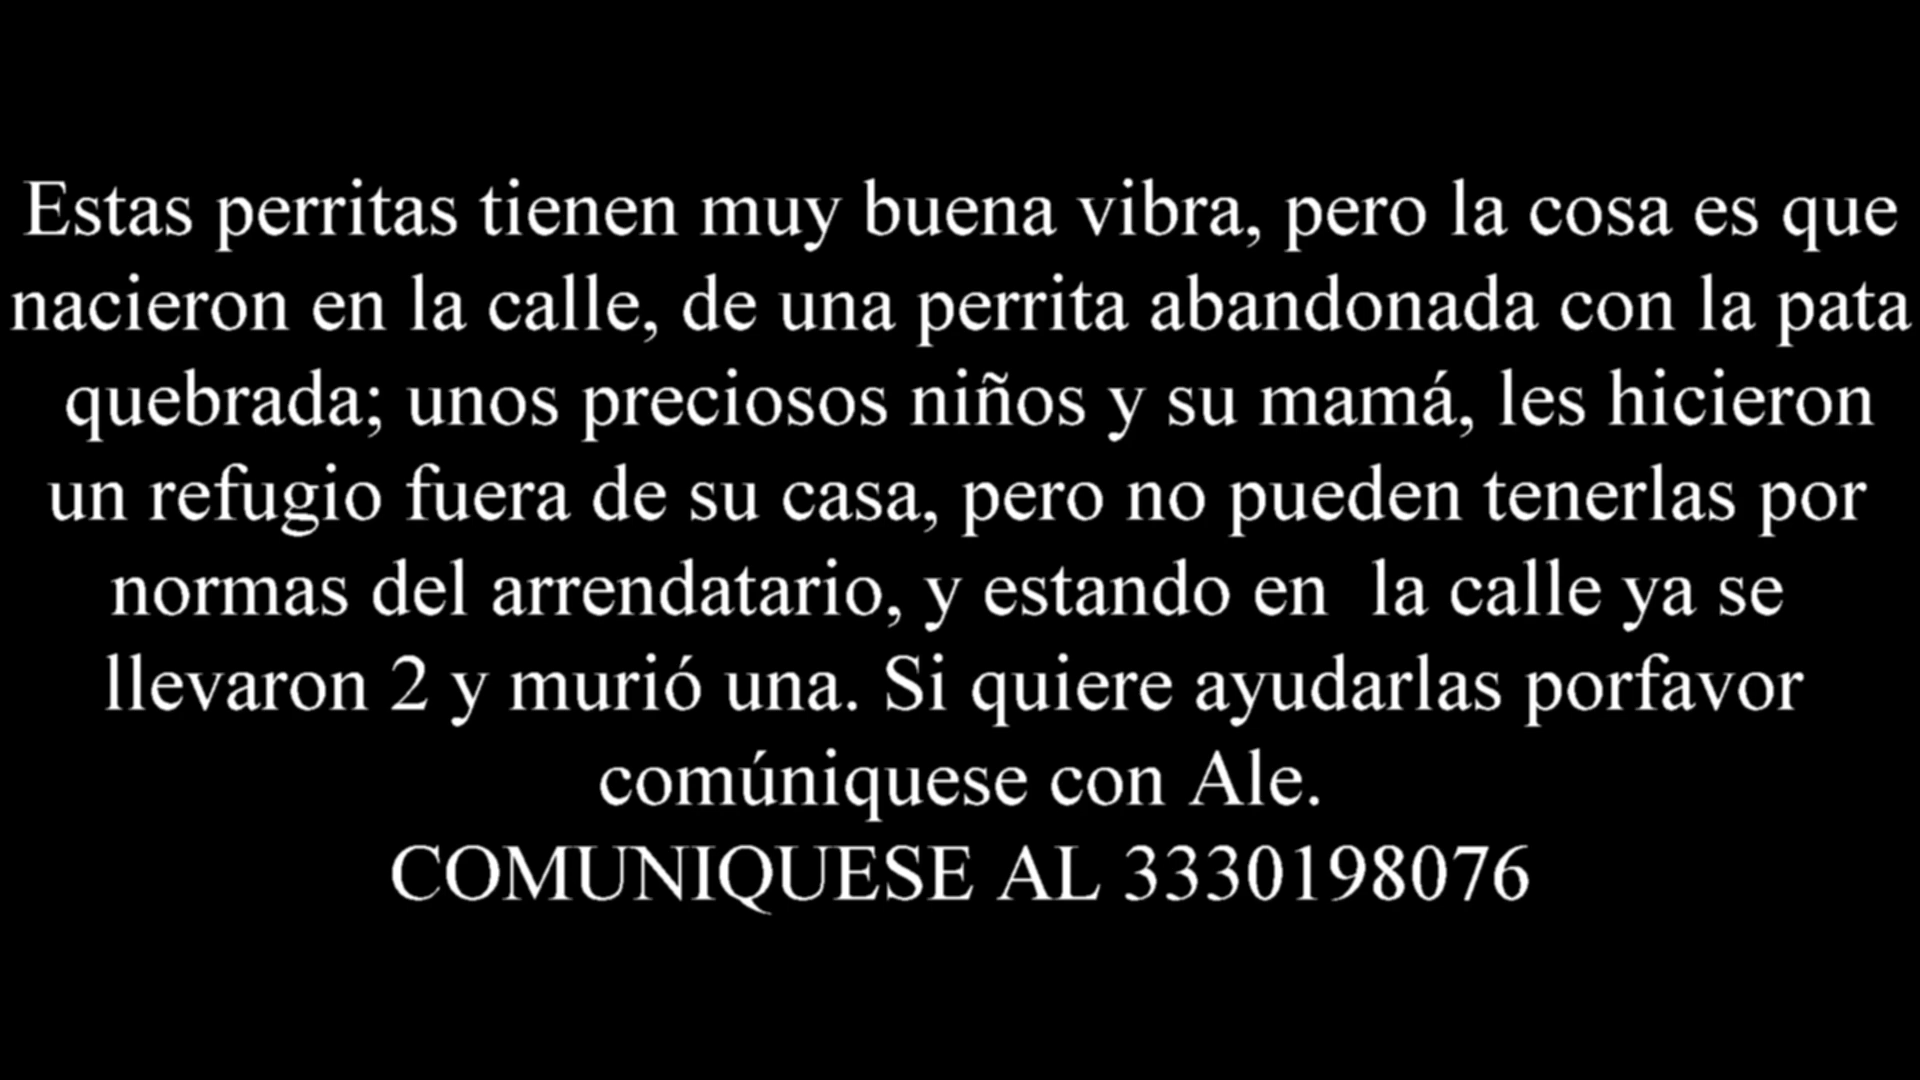 Estas perritas tienen muy buena vibra, pero la cosa es que
nacieron en la calle, de una perrita abandonada con la pata
quebrada; unos preciosos niños y su mamá, les hicieron
un refugio fuera de su casa, pero no pueden tenerlas por
normas del arrendatario, y estando en  la calle ya se
llevaron 2 y murió una. Si quiere ayudarlas porfavor
comúniquese con Ale.
COMUNIQUESE AL 3330198076